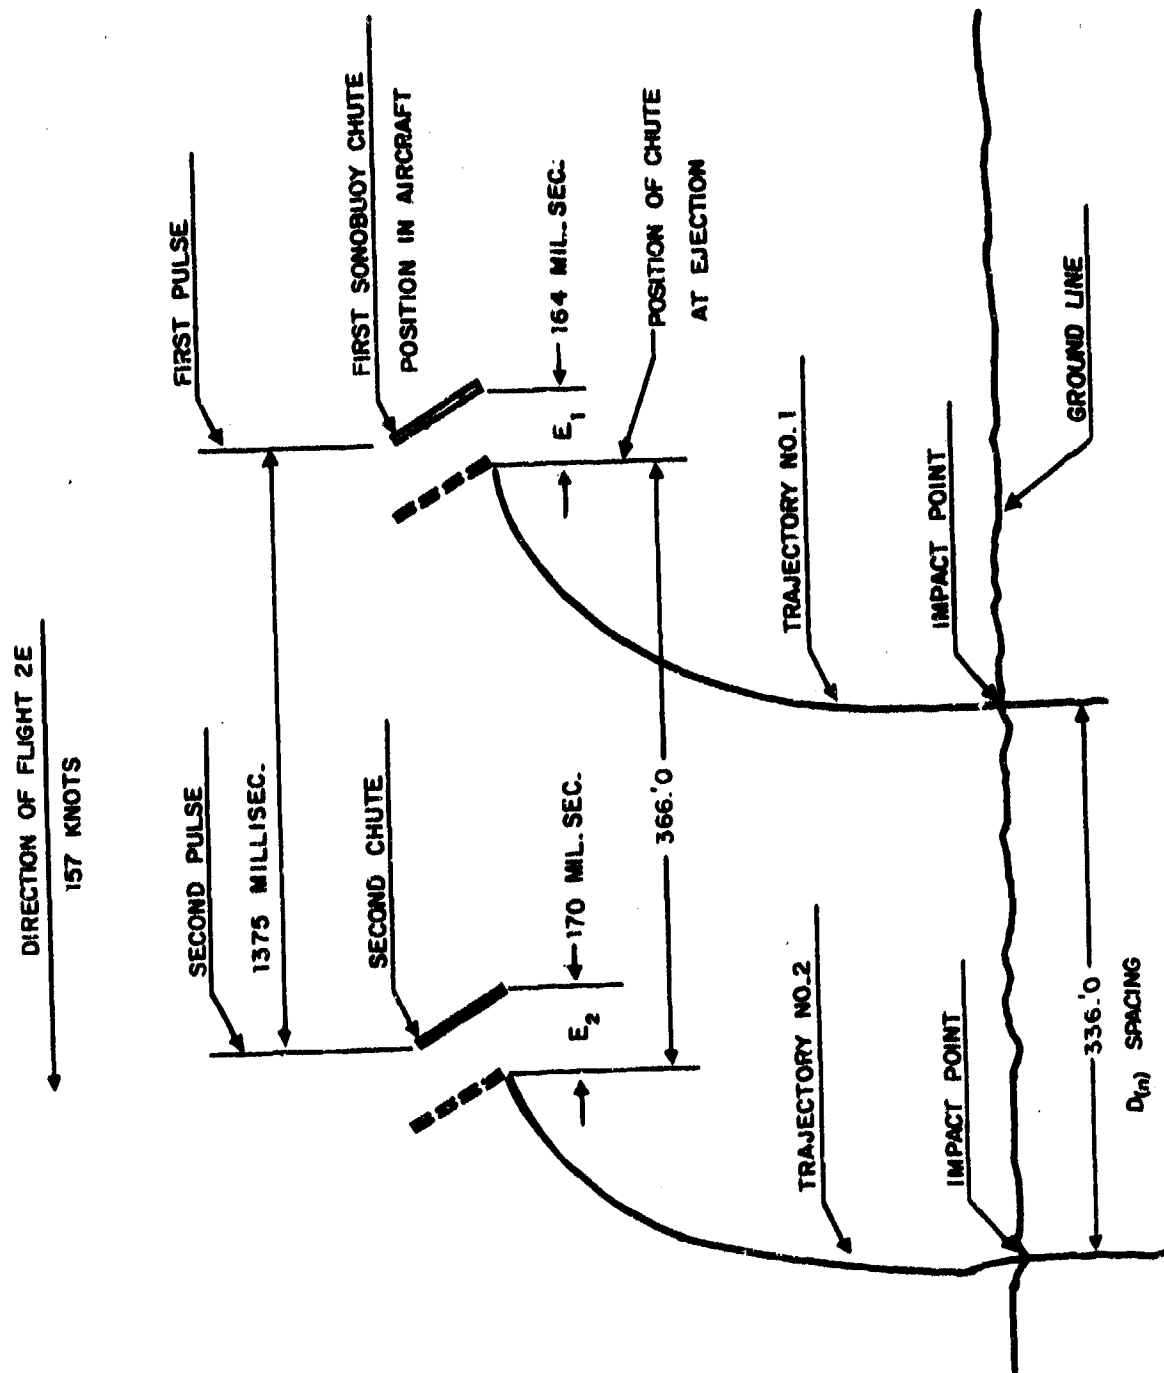 DIRECTION OF FLIGHT 2E
157 KNOTS
SECOND PULSE
FIRST PULSE
1375 MILLISEC.
SECOND CHUTE
FIRST SONOBUOY CHUTE
POSITION IN AIRCRAFT
E2
170 MIL.SEC.
E1
164 MIL.SEC.
366.'0
POSITION OF CHUTE
AT EJECTION
TRAJECTORY NO.2
TRAJECTORY NO.1
IMPACT POINT
IMPACT POINT
GROUND LINE
336.'0
D(n) SPACING